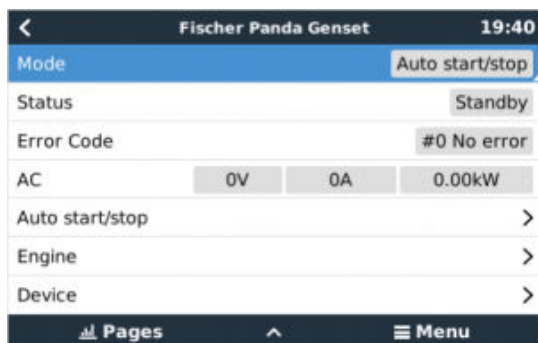 Fischer Panda Genset 19:40
Mode Auto start/stop
Status Standby
Error Code #0 No error
AC 0V 0A 0.00kW
Auto start/stop
Engine
Device
Pages Menu